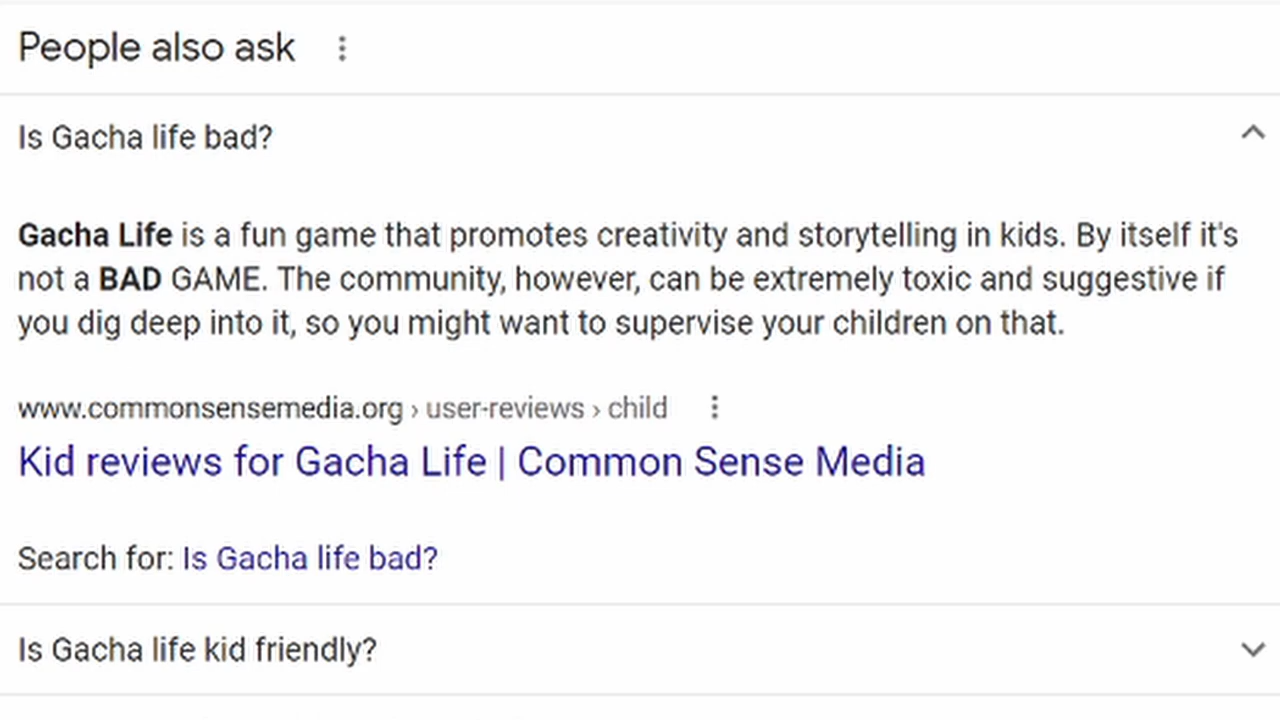 People also ask
Is Gacha life bad?
Gacha Life is a fun game that promotes creativity and storytelling in kids. By itself it's
not a BAD GAME. The community, however, can be extremely toxic and suggestive if
you dig deep into it, so you might want to supervise your children on that.
www.commonsensemedia.org › user-reviews › child
Kid reviews for Gacha Life | Common Sense Media
Search for: Is Gacha life bad?
Is Gacha life kid friendly?